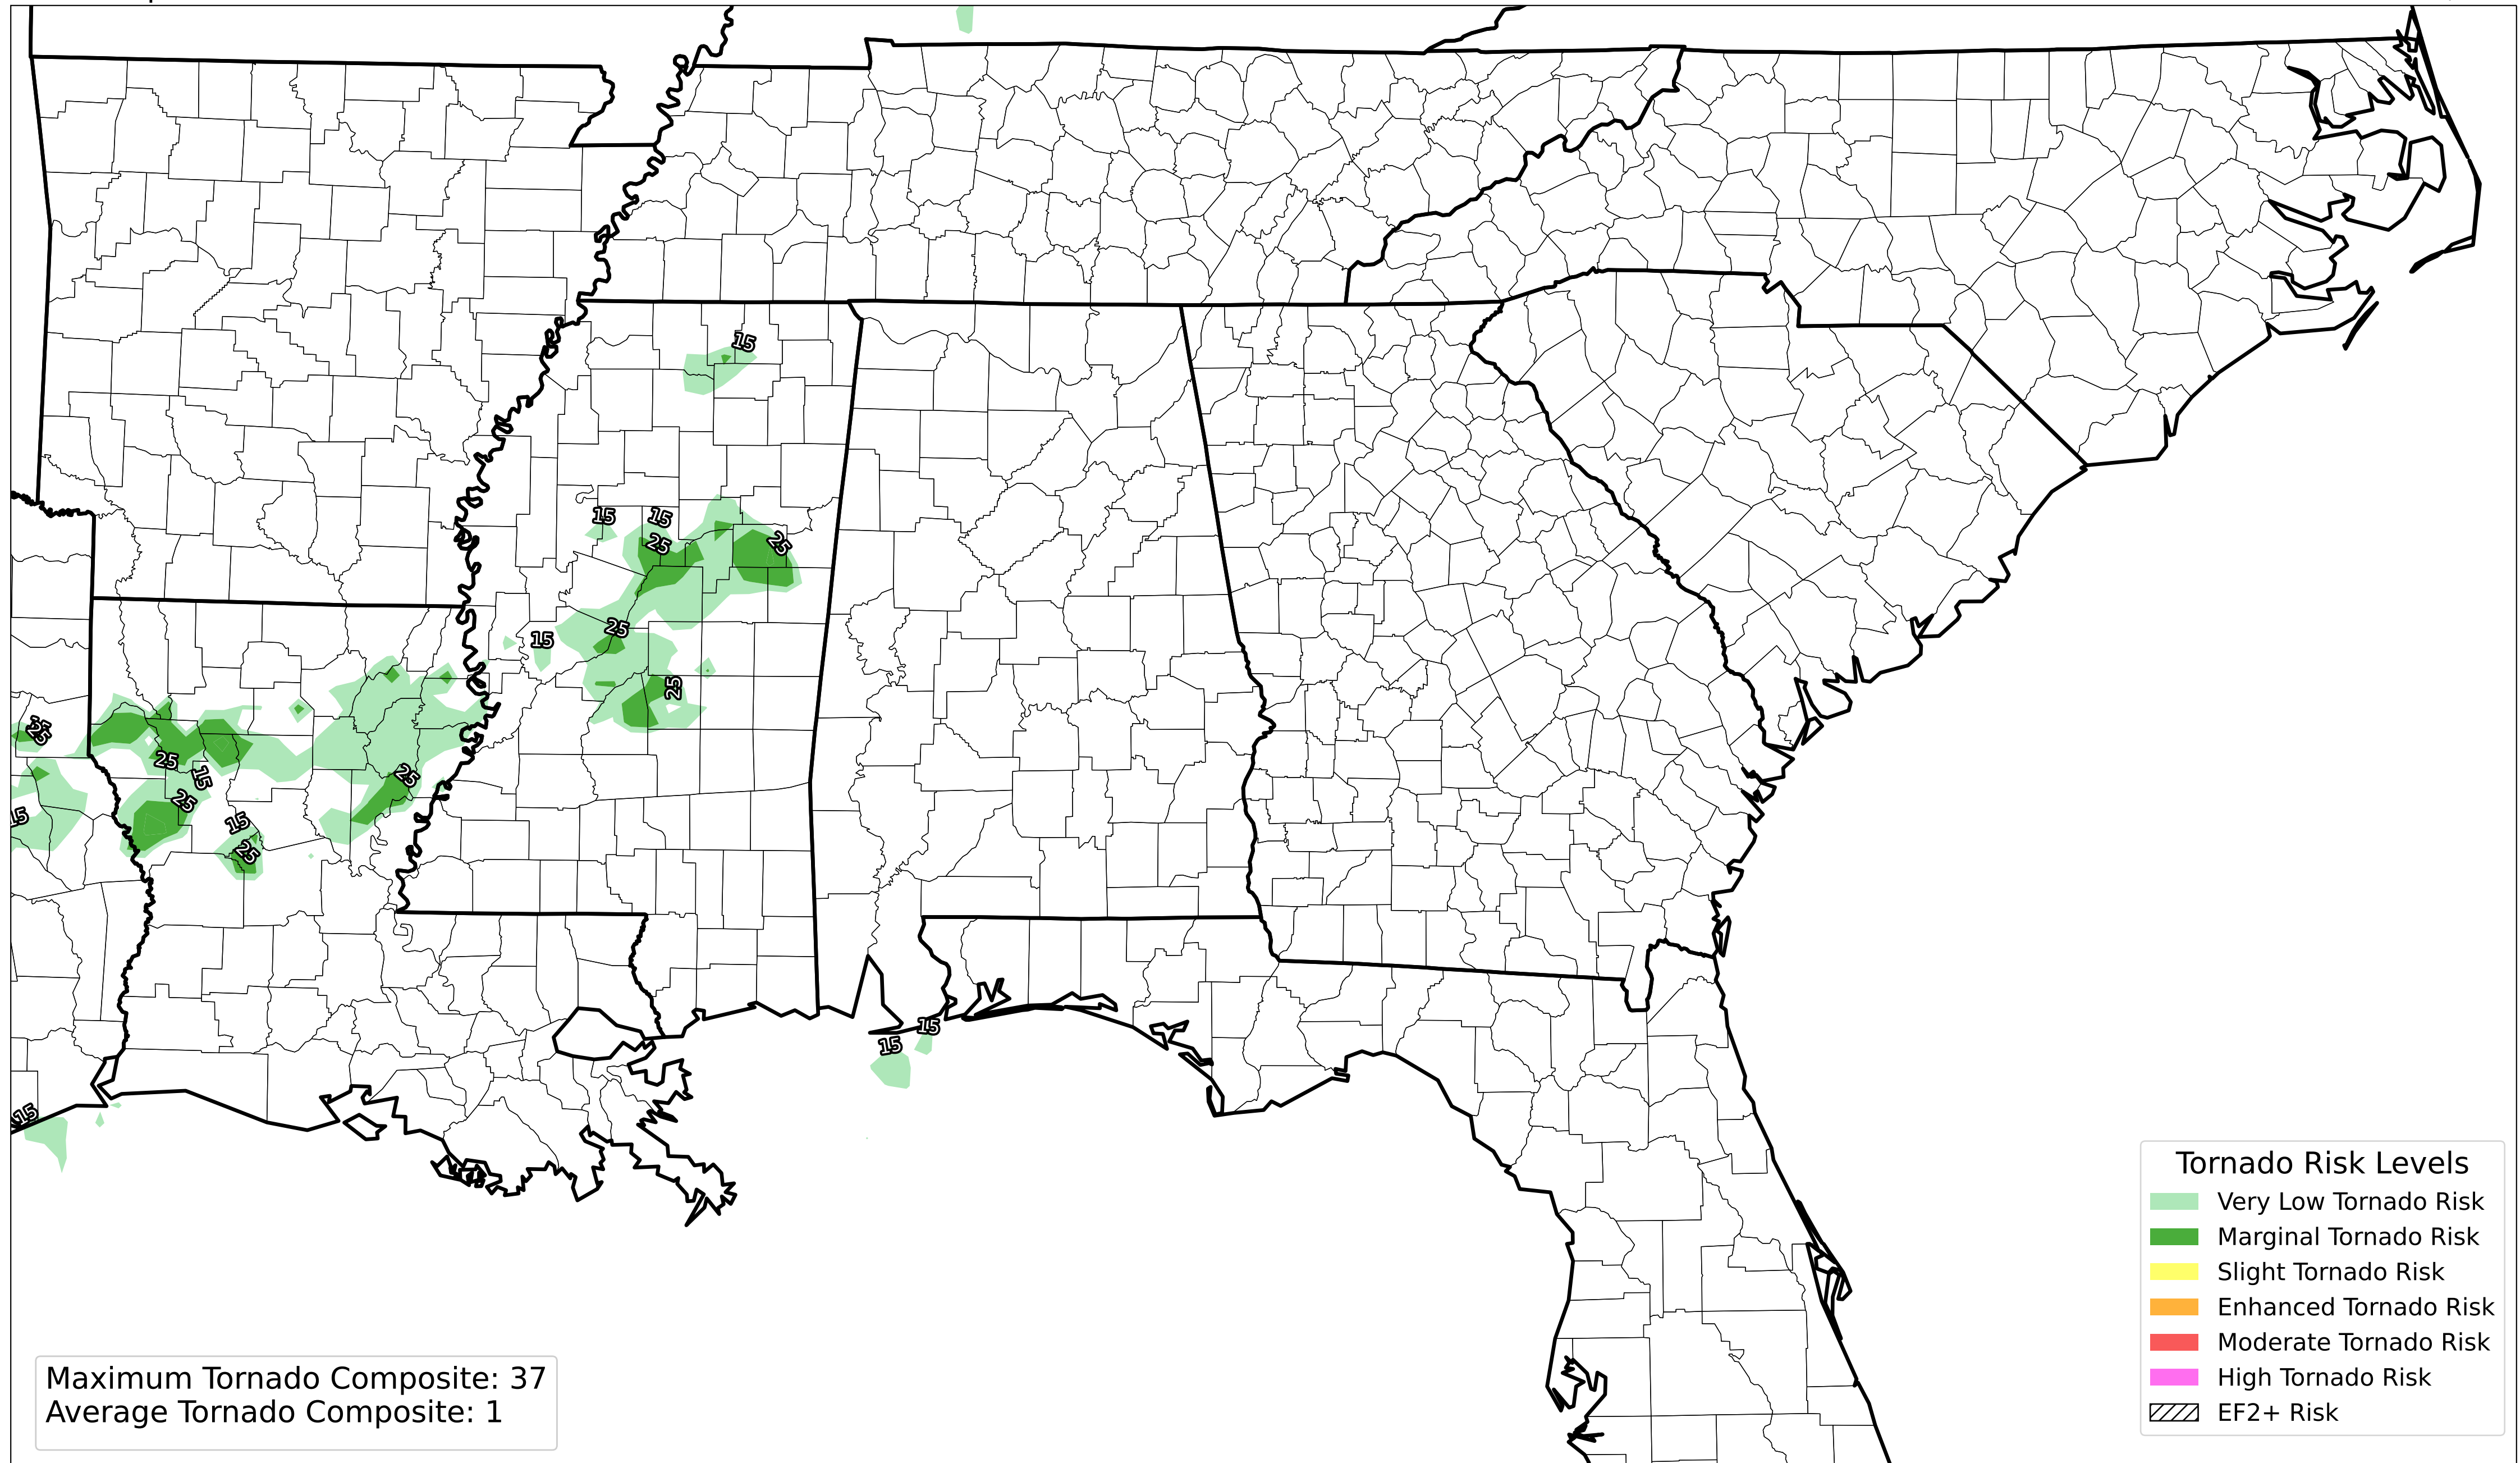 15
15
15
25
25
25
15
25
25
25
25
15
25
15
15
25
25
15
15
15
Tornado Risk Levels
Very Low Tornado Risk
Marginal Tornado Risk
Slight Tornado Risk
Enhanced Tornado Risk
Moderate Tornado Risk
High Tornado Risk
EF2+ Risk
Maximum Tornado Composite: 37
Average Tornado Composite: 1